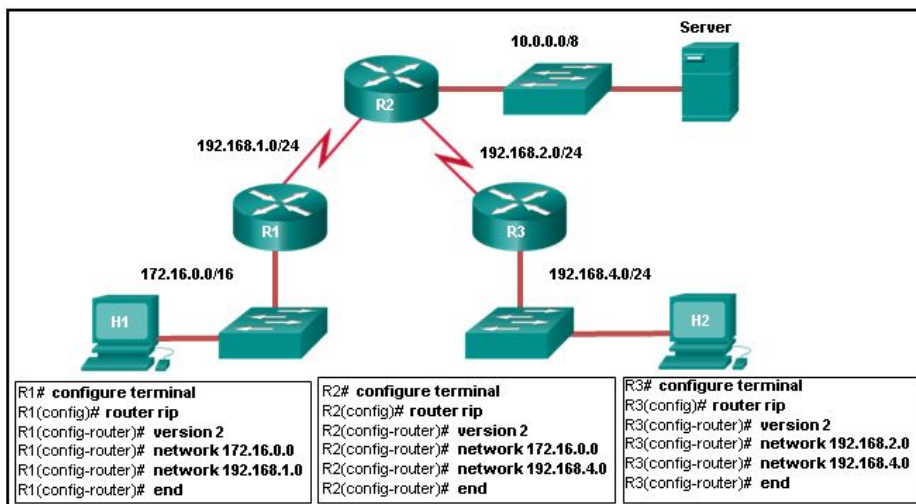 Server
10.0.0.0/8
R2
192.168.1.0/24
192.168.2.0/24
R1
R3
172.16.0.0/16
192.168.4.0/24
H1
H2
R1# configure terminal
R1(config)# router rip
R1(config-router)# version 2
R1(config-router)# network 172.16.0.0
R1(config-router)# network 192.168.1.0
R1(config-router)# end
R2# configure terminal
R2(config)# router rip
R2(config-router)# version 2
R2(config-router)# network 172.16.0.0
R2(config-router)# network 192.168.4.0
R2(config-router)# end
R3# configure terminal
R3(config)# router rip
R3(config-router)# version 2
R3(config-router)# network 192.168.2.0
R3(config-router)# network 192.168.4.0
R3(config-router)# end